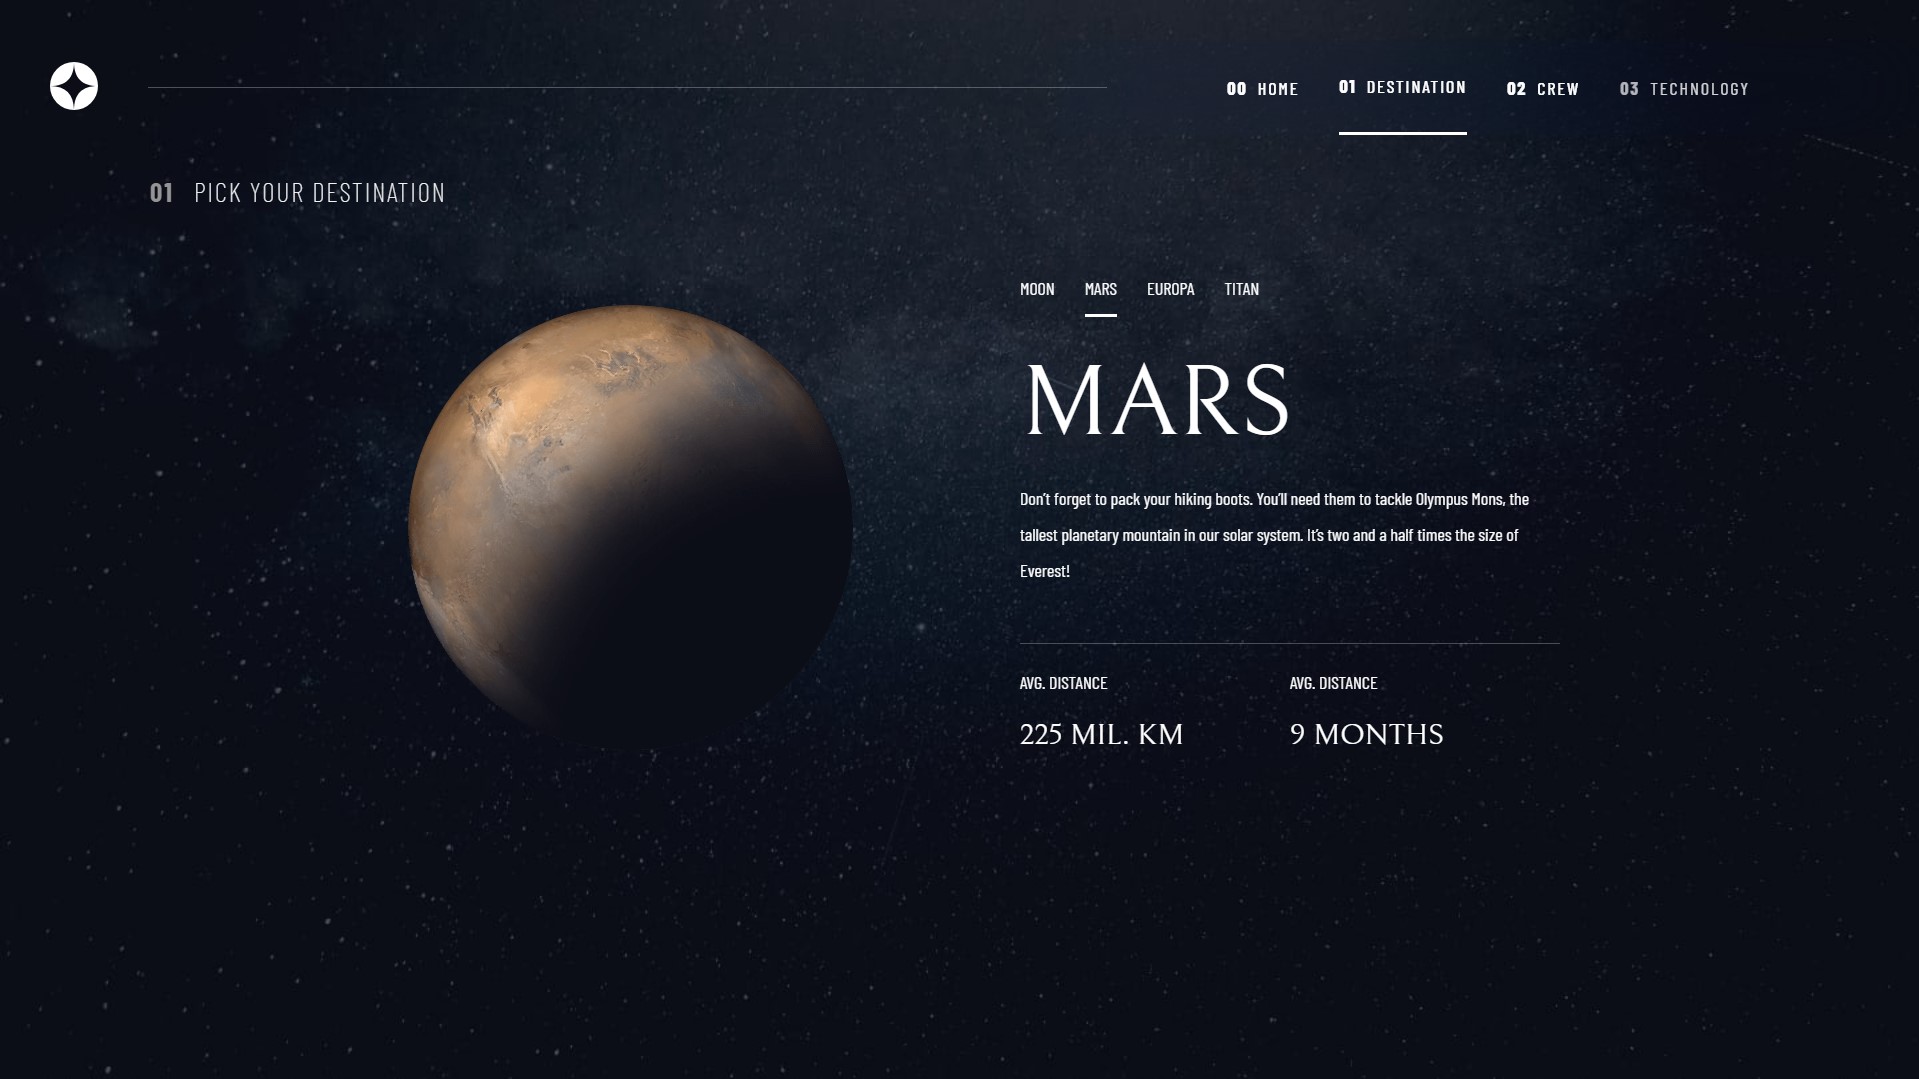 00 HOME 01 DESTINATION 02 CREW 03 TECHNOLOGY
01 PICK YOUR DESTINATION
MOON MARS EUROPA TITAN
MARS
Don’t forget to pack your hiking boots. You’ll need them to tackle Olympus Mons, the
tallest planetary mountain in our solar system. It’s two and a half times the size of
Everest!
AVG. DISTANCE
225 MIL. KM
AVG. DISTANCE
9 MONTHS